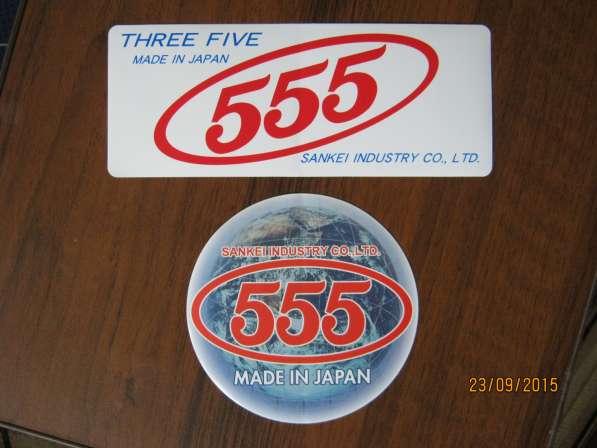 THREE FIVE
MADE IN JAPAN
555
SANKEI INDUSTRY CO., LTD.
SANKEI INDUSTRY CO.,LTD.
555
MADE IN JAPAN
23/09/2015